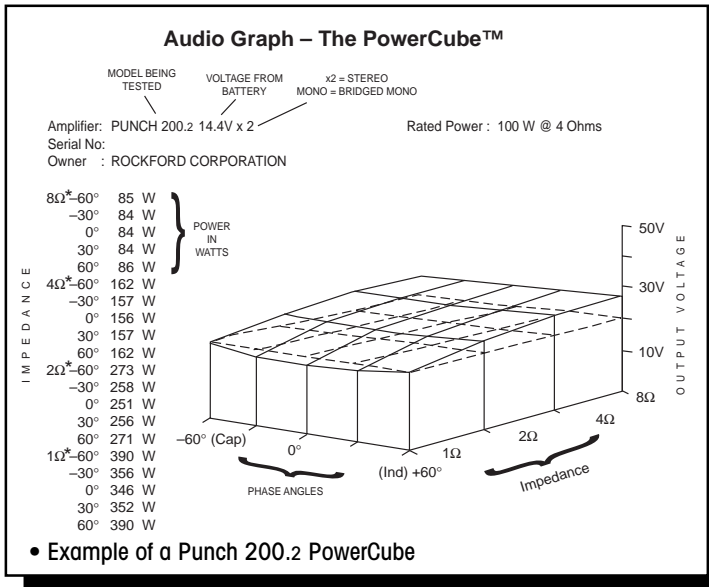 Audio Graph – The PowerCube™
MODEL BEING
TESTED
VOLTAGE FROM
BATTERY
x2 = STEREO
MONO = BRIDGED MONO
Amplifier: PUNCH 200.2 14.4V x 2
Rated Power : 100 W @ 4 Ohms
Serial No:
Owner : ROCKFORD CORPORATION
IMPEDANCE
8Ω*–60° 85 W
–30° 84 W
0° 84 W
30° 84 W
60° 86 W
POWER
IN
WATTS
4Ω*–60° 162 W
–30° 157 W
0° 156 W
30° 157 W
60° 162 W
2Ω*–60° 273 W
–30° 258 W
0° 251 W
30° 256 W
60° 271 W
1Ω*–60° 390 W
–30° 356 W
0° 346 W
30° 352 W
60° 390 W
50V
30V
10V
OUTPUT VOLTAGE
8Ω
4Ω
2Ω
1Ω
Impedance
–60° (Cap)
0°
(Ind) +60°
PHASE ANGLES
• Example of a Punch 200.2 PowerCube